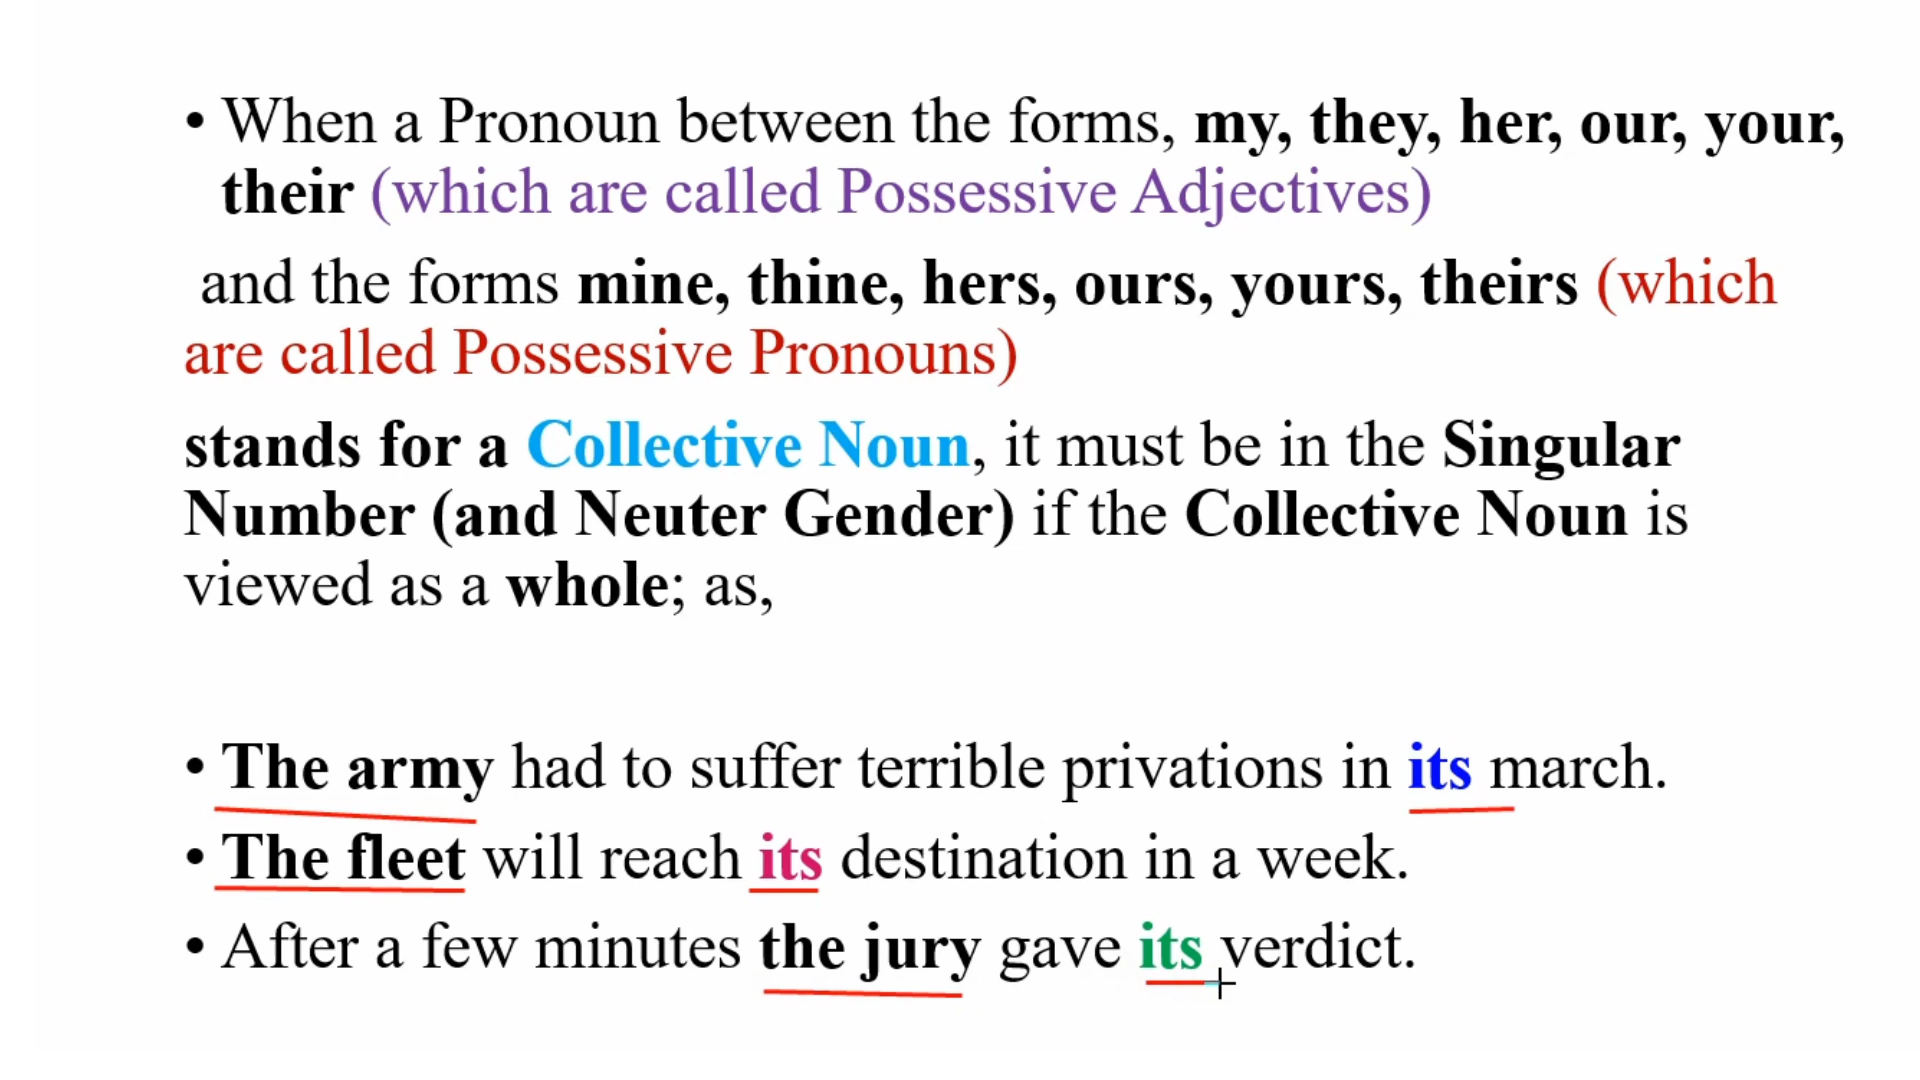 • When a Pronoun between the forms, my, they, her, our, your,
their (which are called Possessive Adjectives)
and the forms mine, thine, hers, ours, yours, theirs (which
are called Possessive Pronouns)
stands for a Collective Noun, it must be in the Singular
Number (and Neuter Gender) if the Collective Noun is
viewed as a whole; as,
• The army had to suffer terrible privations in its march.
• The fleet will reach its destination in a week.
• After a few minutes the jury gave its verdict.